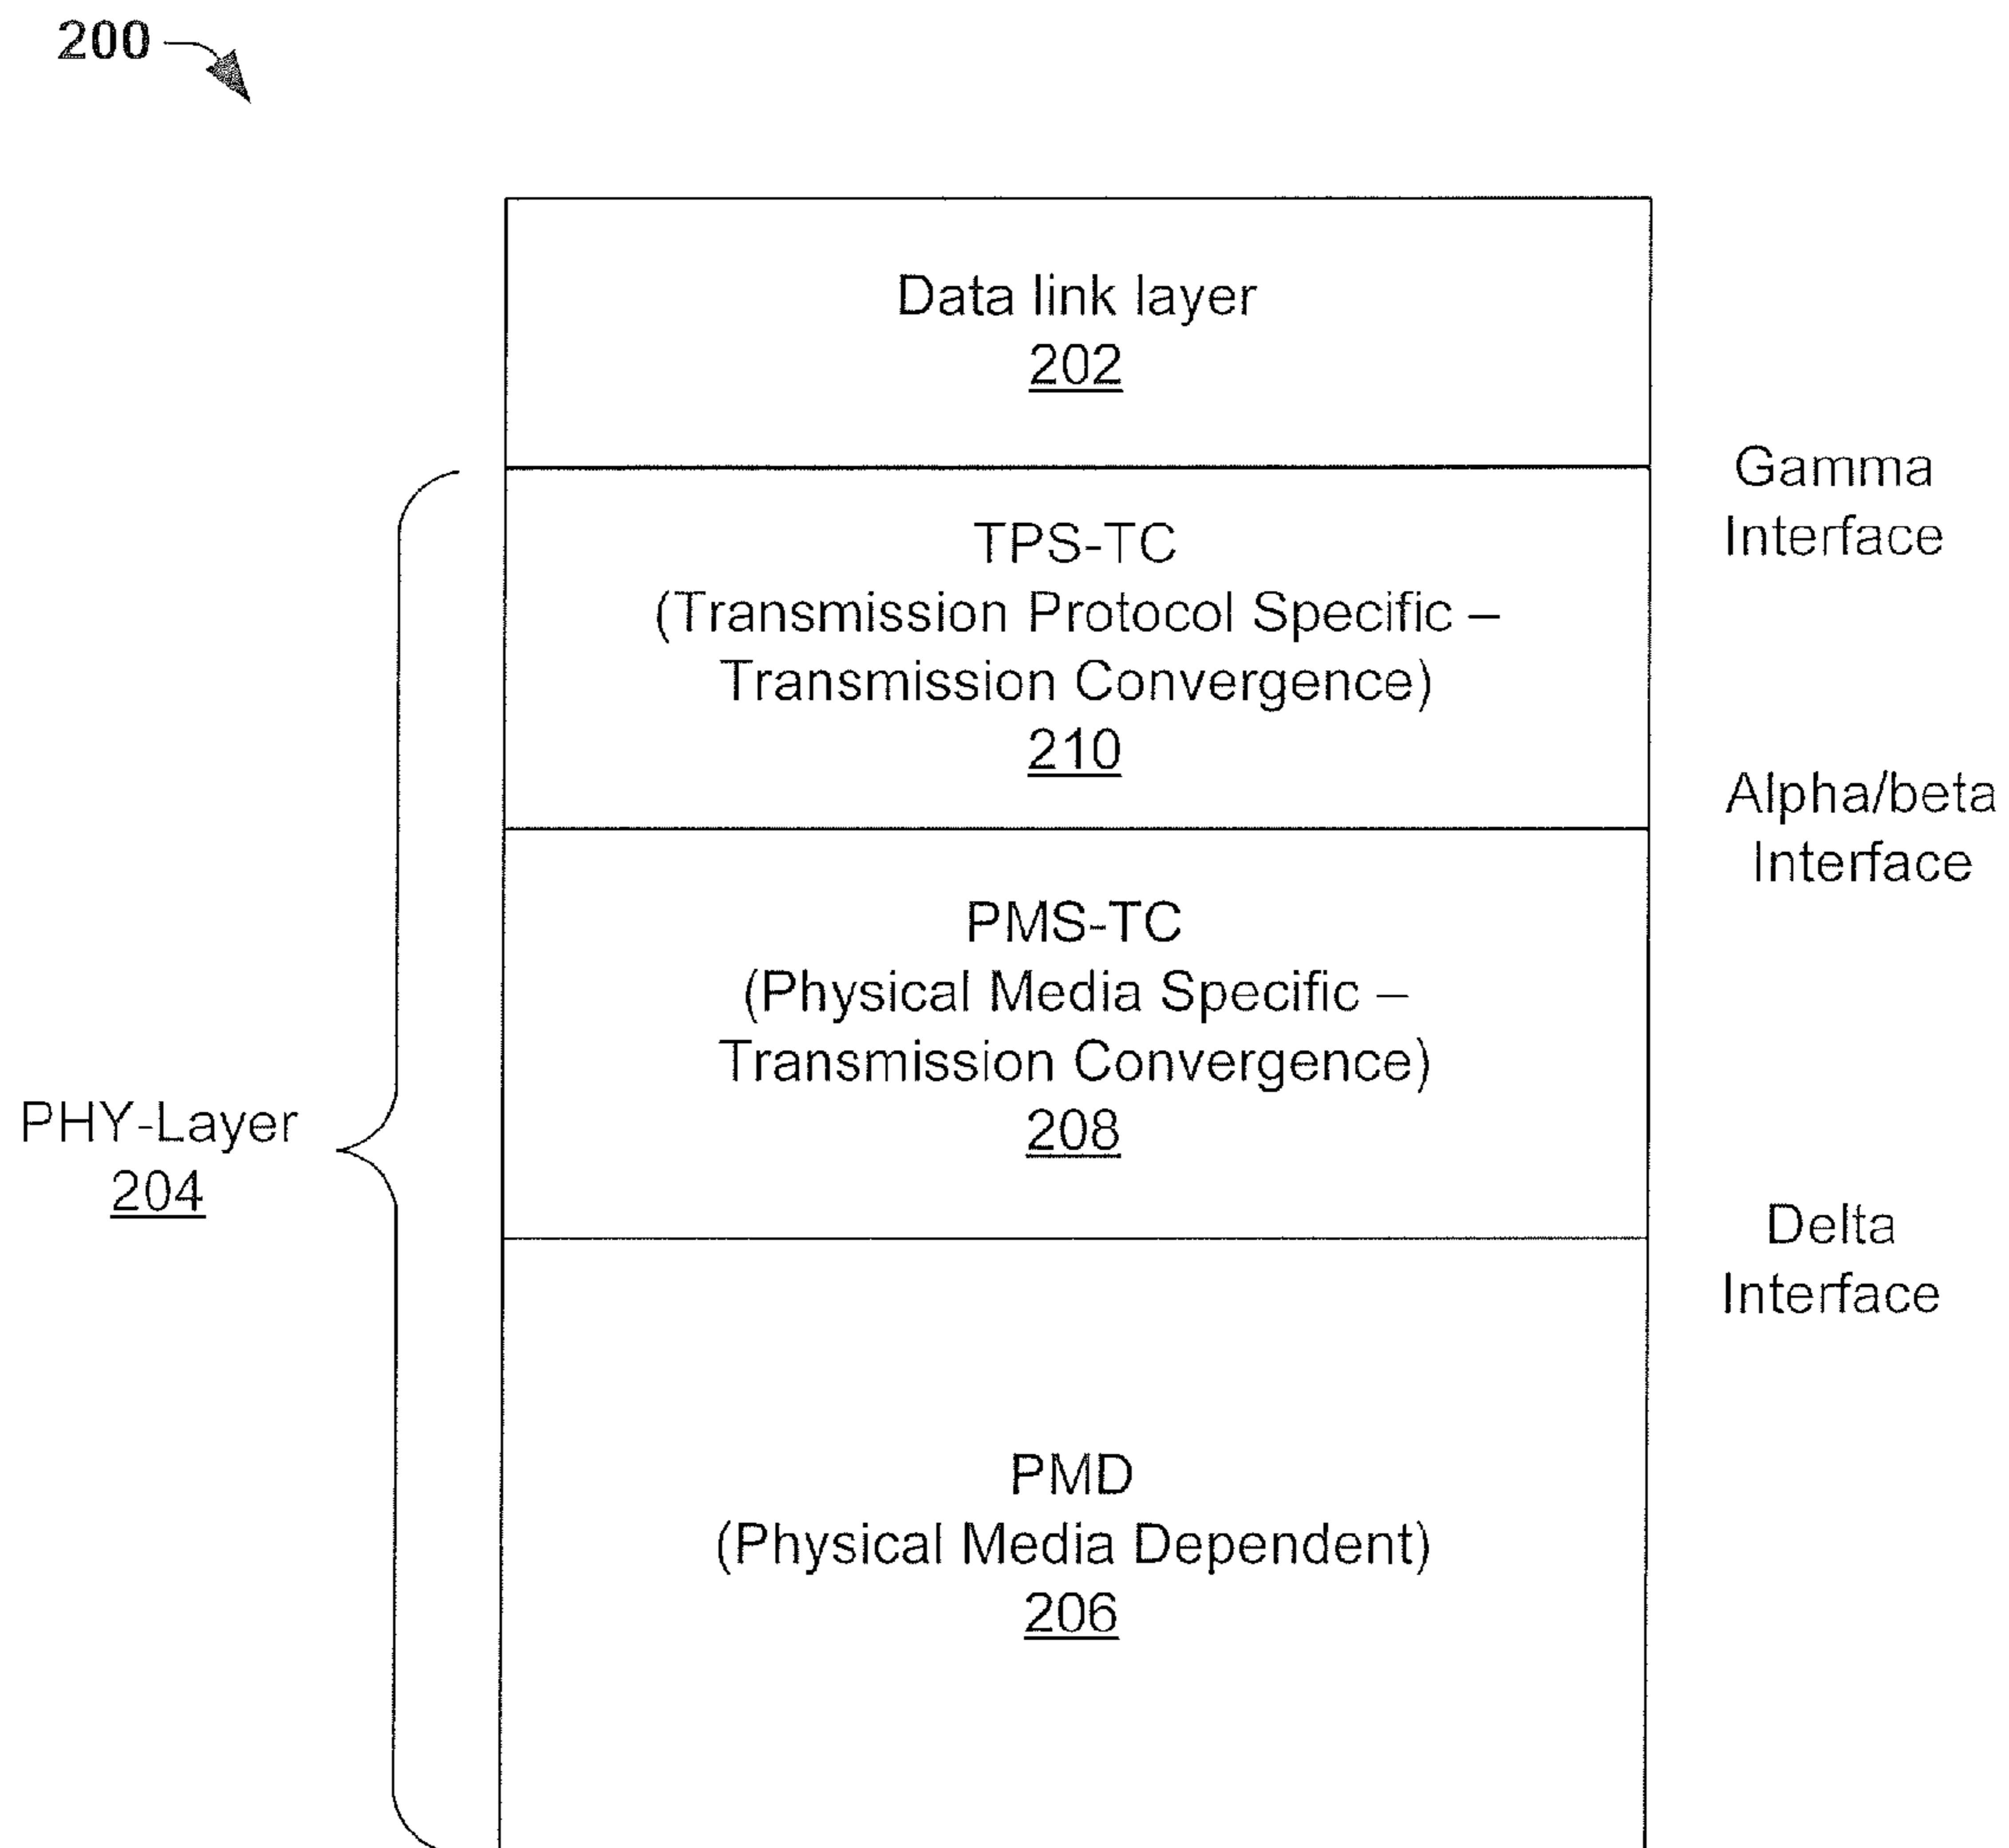 200
Data link layer
202
Gamma
Interface
TPS-TC
(Transmission Protocol Specific –
Transmission Convergence)
210
Alpha/beta
Interface
PMS-TC
(Physical Media Specific –
Transmission Convergence)
208
PHY-Layer
204
Delta
Interface
PMD
(Physical Media Dependent)
206